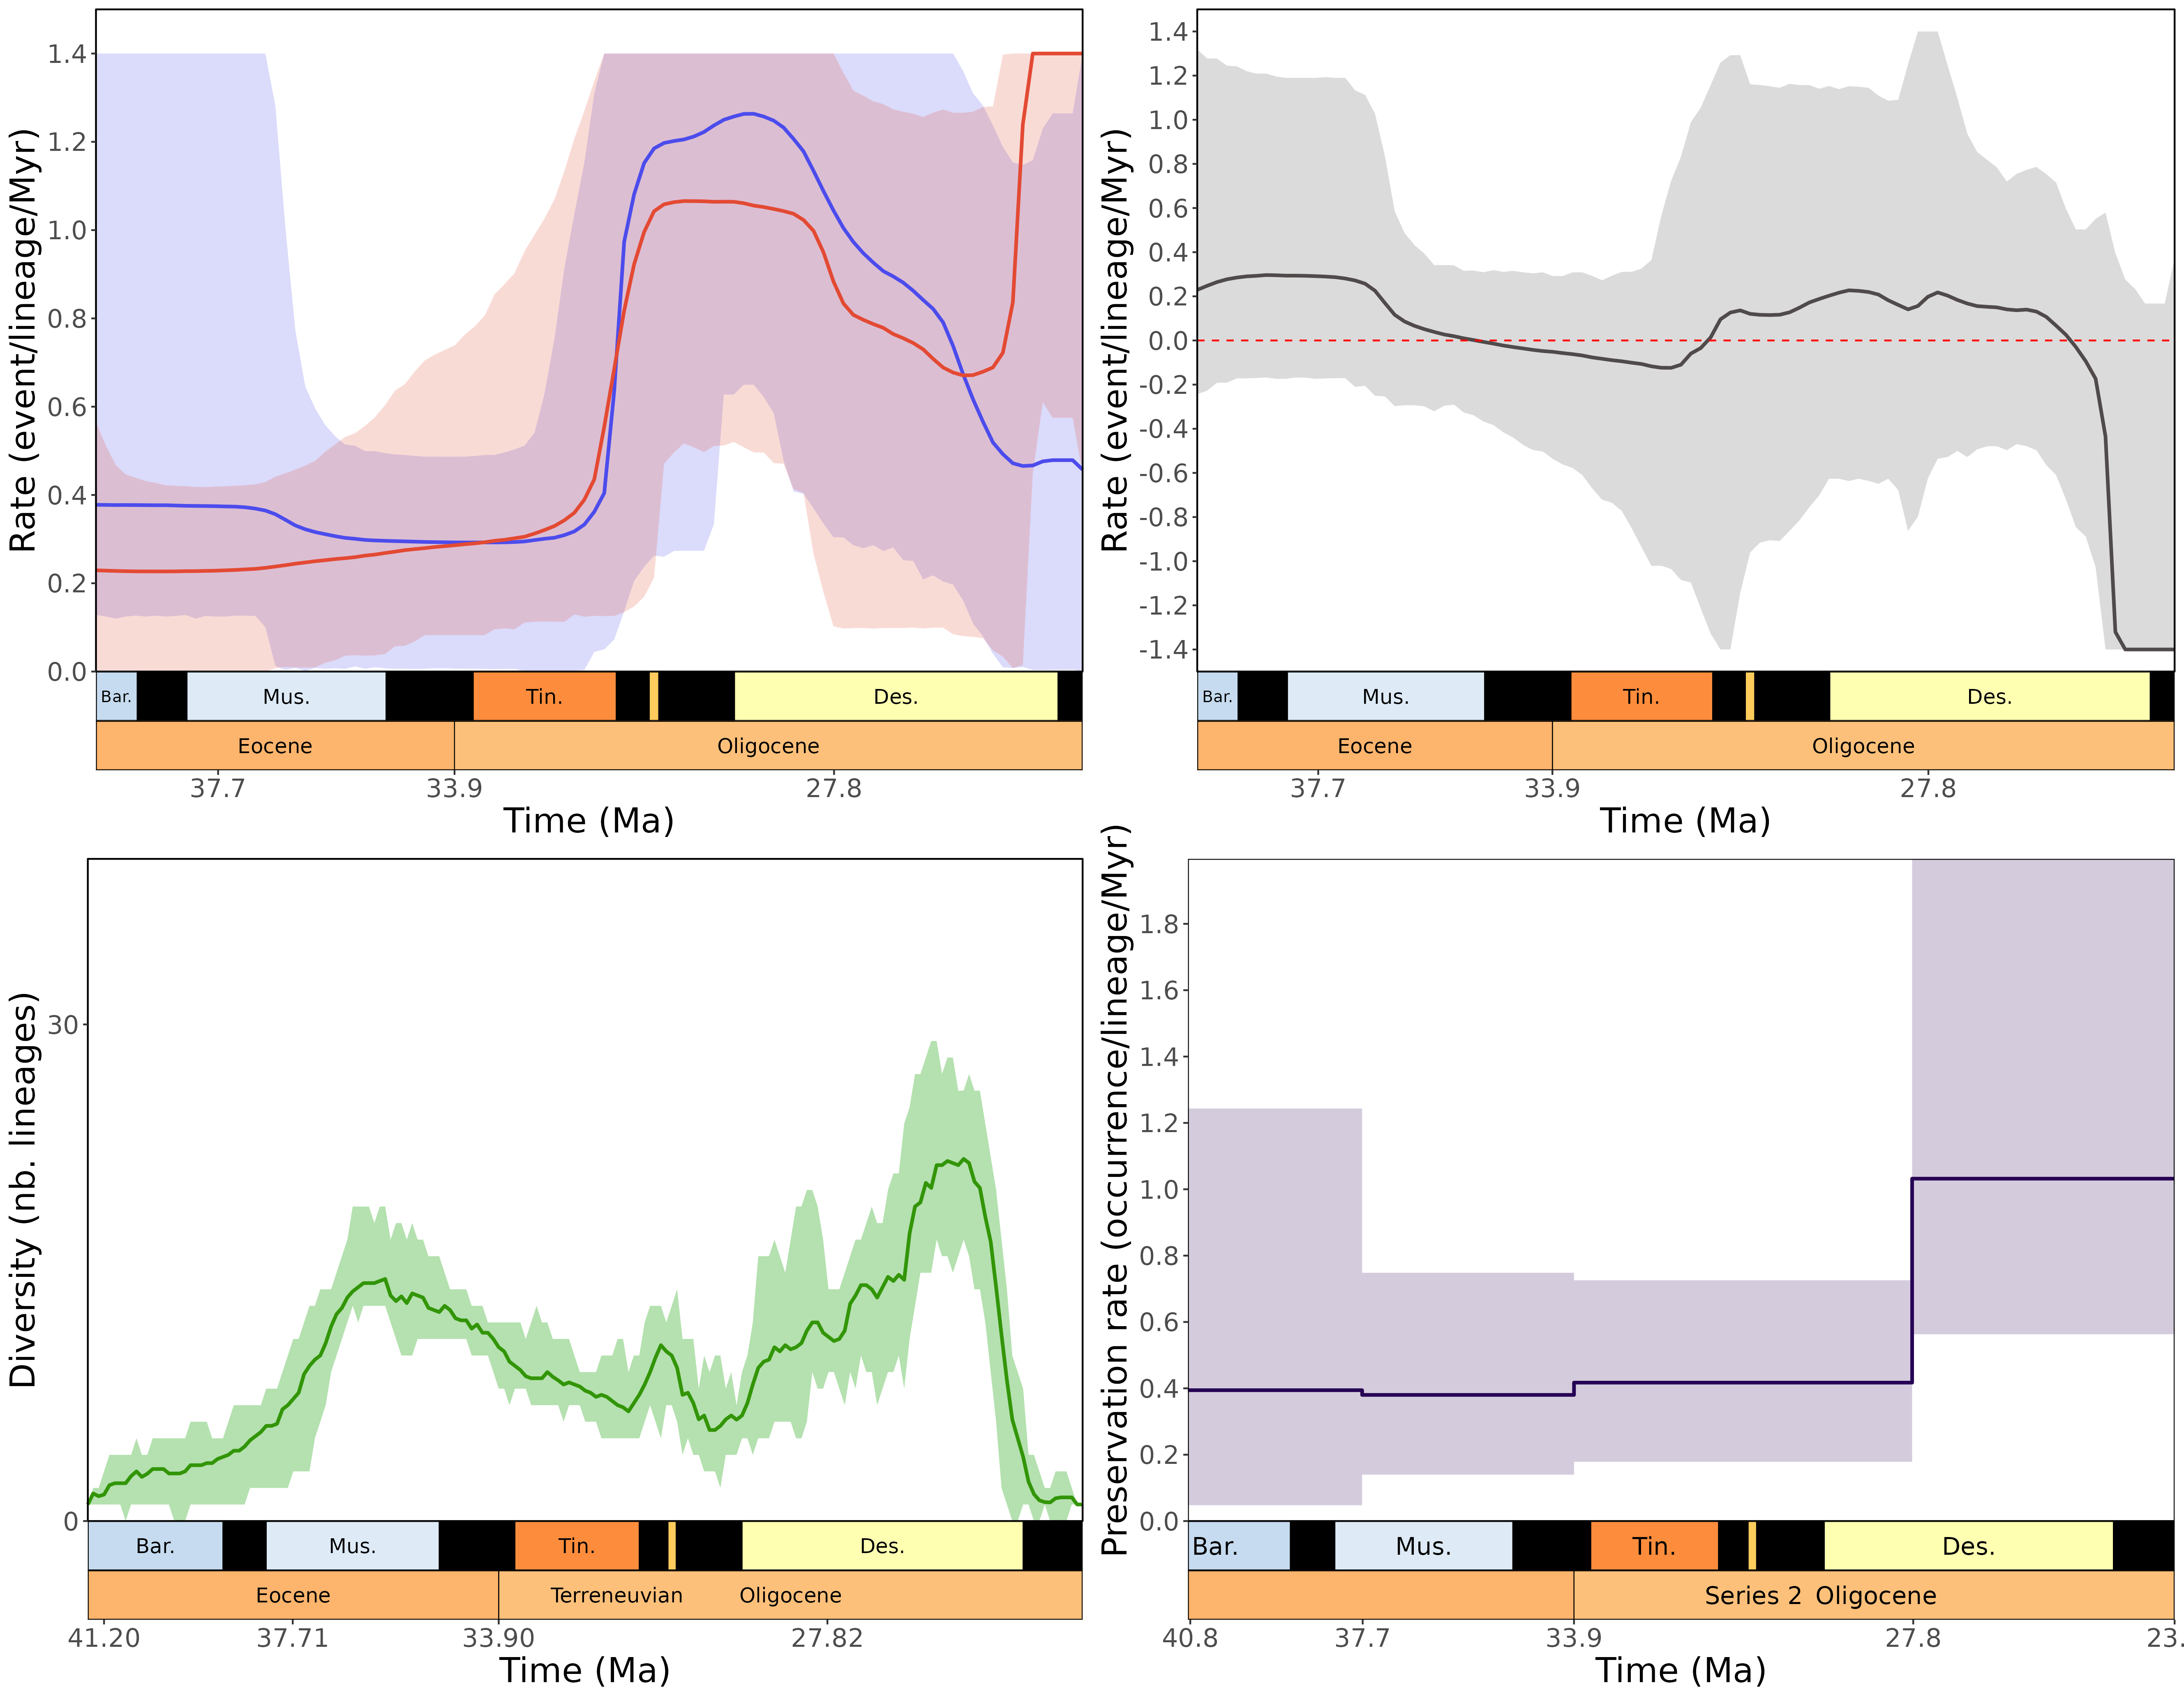 Rate (event/lineage/Myr)
1.4
1.2
1.0
0.8
0.6
0.4
0.2
0.0
Bar.
Mus.
Tin.
Des.
Eocene
Oligocene
37.7
33.9
27.8
Time (Ma)
Rate (event/lineage/Myr)
1.4
1.2
1.0
0.8
0.6
0.4
0.2
0.0
-0.2
-0.4
-0.6
-0.8
-1.0
-1.2
-1.4
Bar.
Mus.
Tin.
Des.
Eocene
Oligocene
37.7
33.9
27.8
Time (Ma)
Diversity (nb. lineages)
30
0
Bar.
Mus.
Tin.
Des.
Eocene
Terreneuvian
Oligocene
41.20
37.71
33.90
27.82
Time (Ma)
Preservation rate (occurrence/lineage/Myr)
1.8
1.6
1.4
1.2
1.0
0.8
0.6
0.4
0.2
0.0
Bar.
Mus.
Tin.
Des.
Series 2
Oligocene
40.8
37.7
33.9
27.8
23.
Time (Ma)